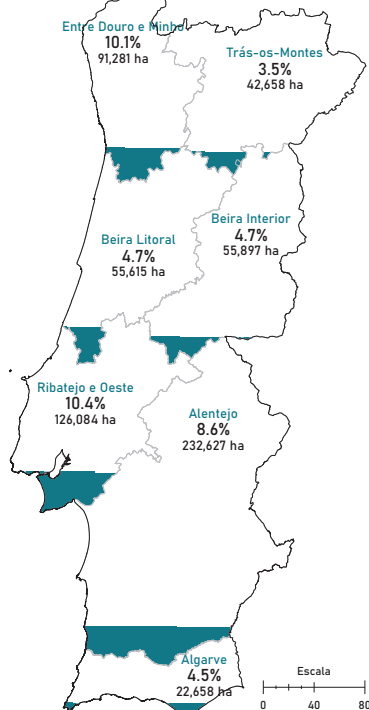 Entre Douro e Minho
10.1%
91,281 ha
Trás-os-Montes
3.5%
42,658 ha
Beira Litoral
4.7%
55,615 ha
Beira Interior
4.7%
55,897 ha
Ribatejo e Oeste
10.4%
126,084 ha
Alentejo
8.6%
232,627 ha
Algarve
4.5%
22,658 ha
Escala
0 40 80